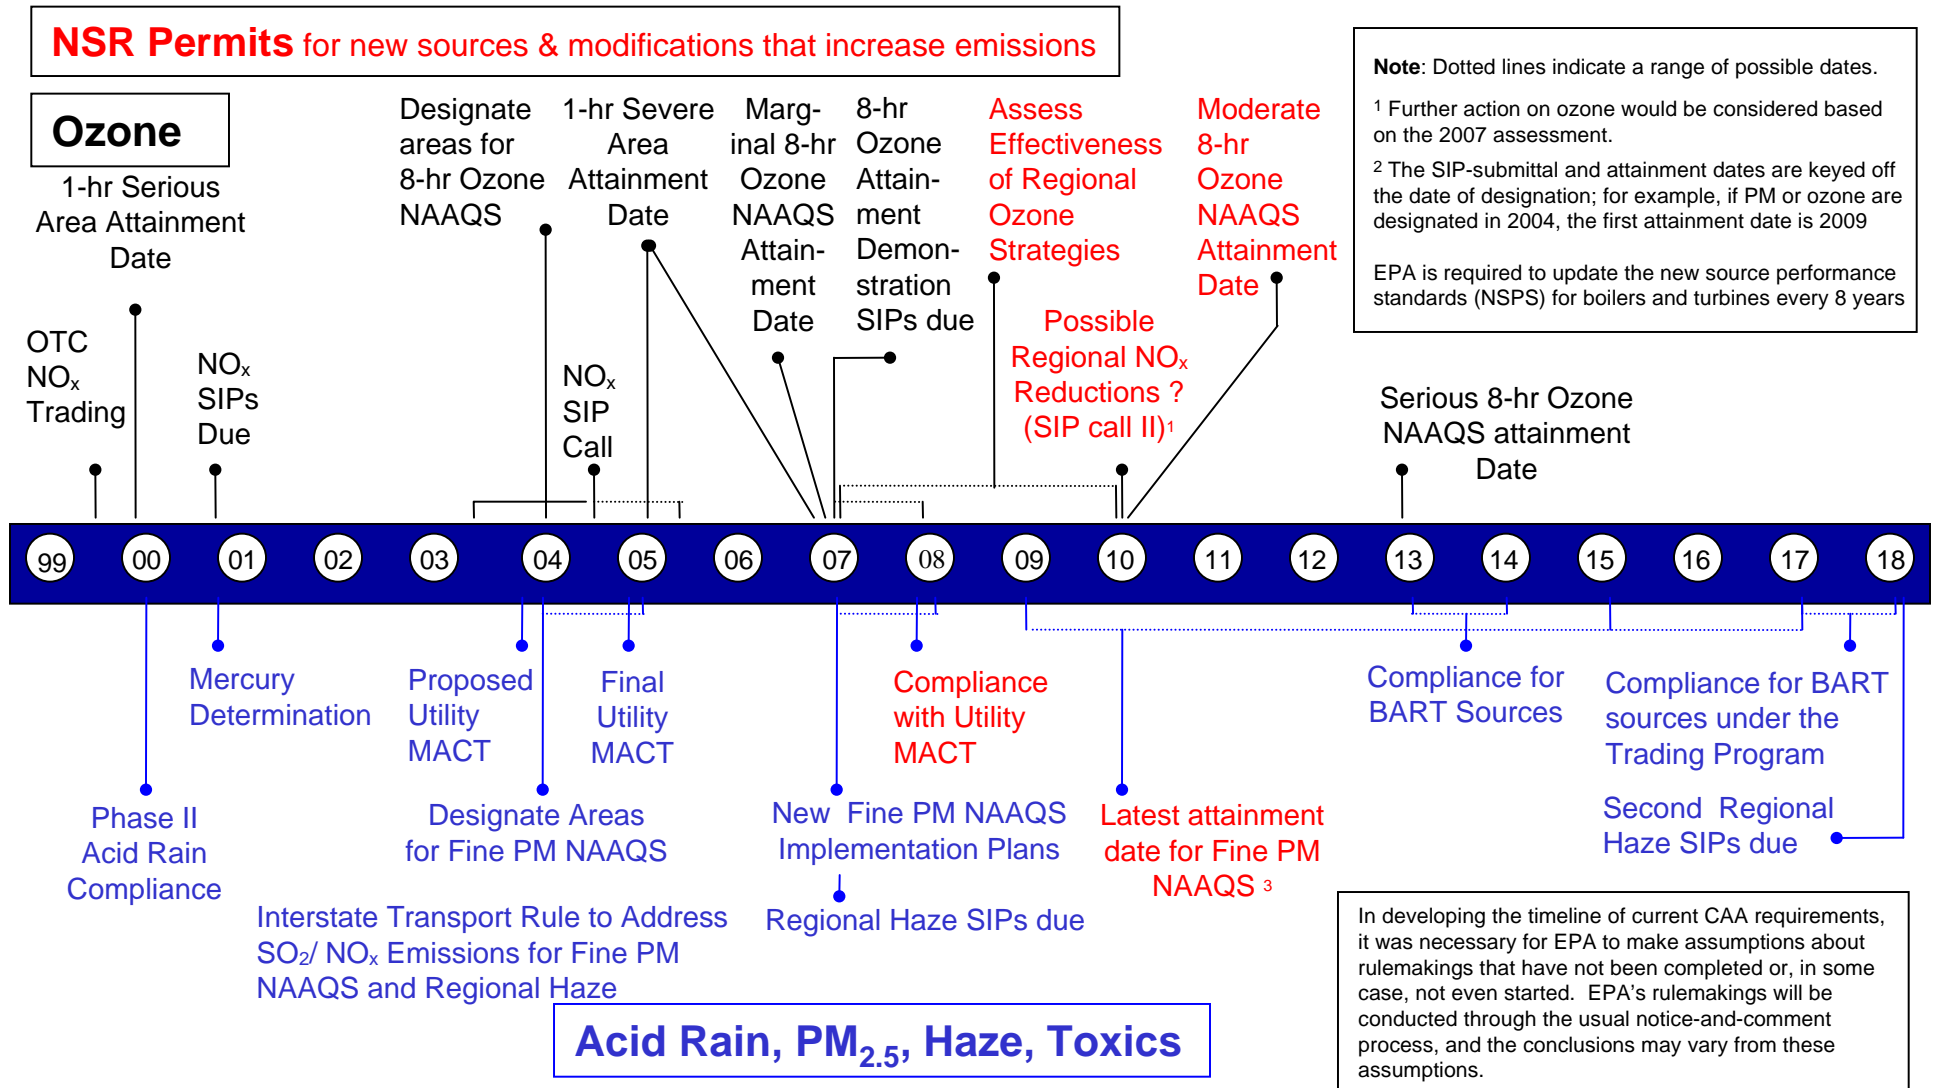 NSR Permits for new sources & modifications that increase emissions
Ozone
1-hr Serious
Area Attainment
Date
OTC
NOx
Trading
NOx
SIPs
Due
Designate
areas for
8-hr Ozone
NAAQS
NOx
SIP
Call
1-hr Severe
Area
Attainment
Date
Marg-
inal 8-hr
Ozone
NAAQS
Attain-
ment
Date
8-hr
Ozone
Attain-
ment
Demon-
stration
SIPs due
Assess
Effectiveness
of Regional
Ozone
Strategies
Possible
Regional NOx
Reductions ?
(SIP call II)1
Moderate
8-hr
Ozone
NAAQS
Attainment
Date
Serious 8-hr Ozone
NAAQS attainment
Date
Note: Dotted lines indicate a range of possible dates.
1 Further action on ozone would be considered based
on the 2007 assessment.
2 The SIP-submittal and attainment dates are keyed off
the date of designation; for example, if PM or ozone are
designated in 2004, the first attainment date is 2009
EPA is required to update the new source performance
standards (NSPS) for boilers and turbines every 8 years
99 00 01 02 03 04 05 06 07 08 09 10 11 12 13 14 15 16 17 18
Mercury
Determination
Proposed
Utility
MACT
Final
Utility
MACT
Compliance
with Utility
MACT
Compliance for
BART Sources
Compliance for BART
sources under the
Trading Program
Phase II
Acid Rain
Compliance
Designate Areas
for Fine PM NAAQS
New Fine PM NAAQS
Implementation Plans
Latest attainment
date for Fine PM
NAAQS 3
Second Regional
Haze SIPs due
Interstate Transport Rule to Address
SO2/ NOx Emissions for Fine PM
NAAQS and Regional Haze
Regional Haze SIPs due
Acid Rain, PM2.5, Haze, Toxics
In developing the timeline of current CAA requirements,
it was necessary for EPA to make assumptions about
rulemakings that have not been completed or, in some
case, not even started. EPA's rulemakings will be
conducted through the usual notice-and-comment
process, and the conclusions may vary from these
assumptions.